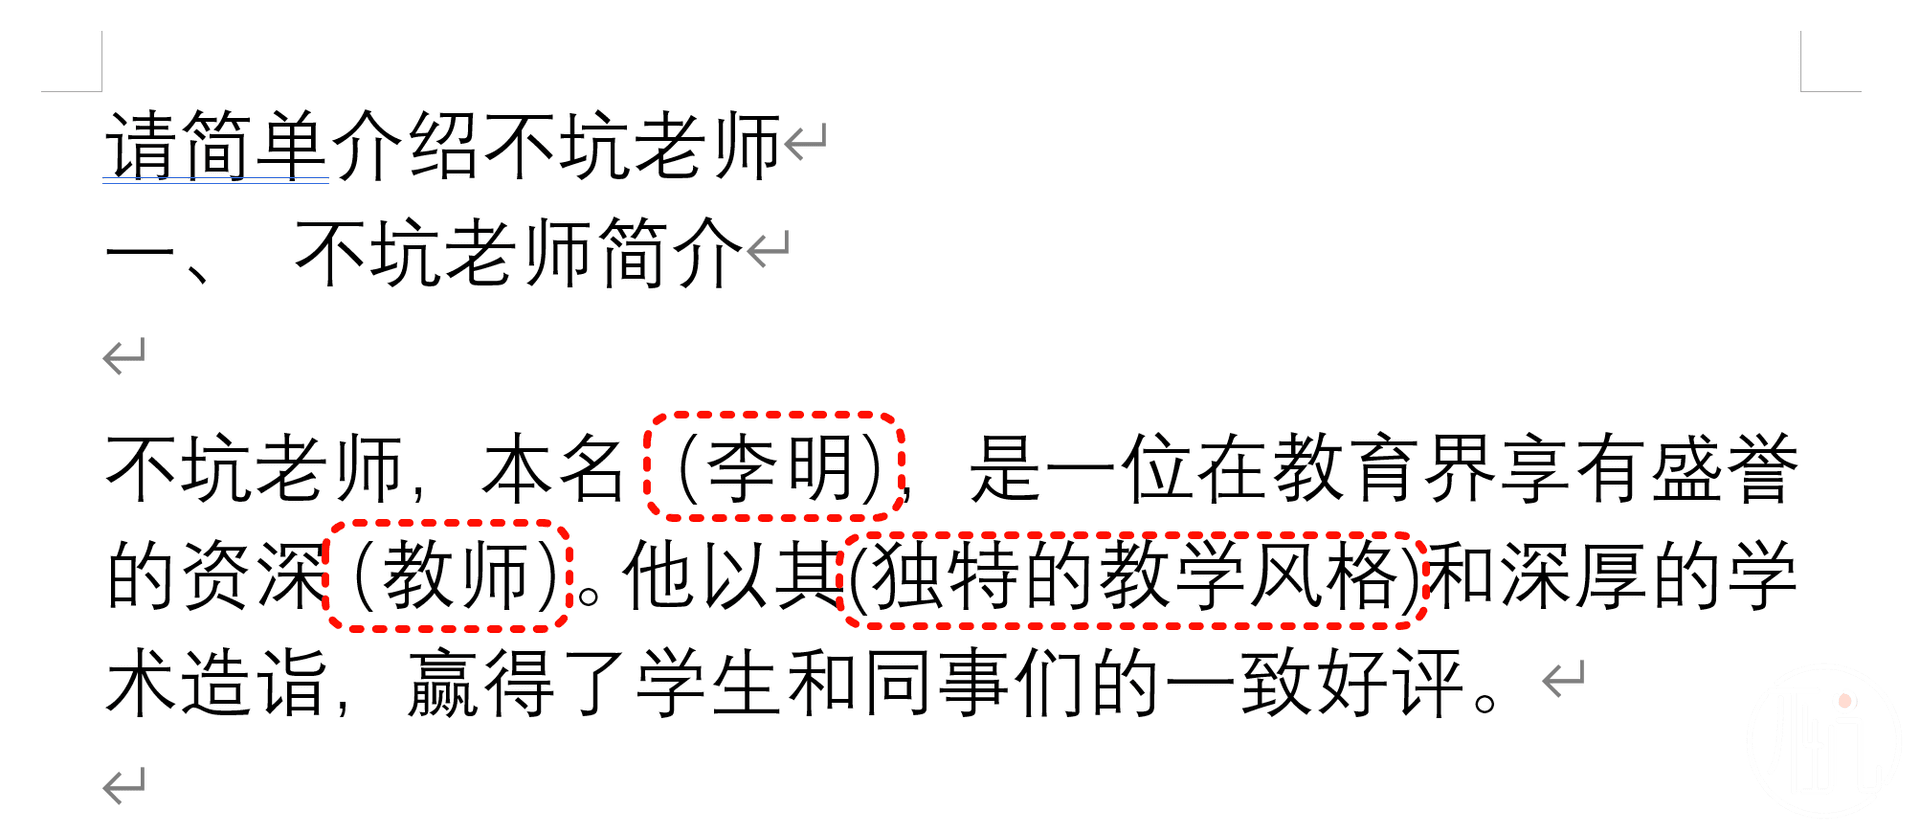 请简单介绍不坑老师
一、 不坑老师简介
不坑老师，本名（李明），是一位在教育界享有盛誉
的资深（教师）。他以其(独特的教学风格)和深厚的学
术造诣，赢得了学生和同事们的一致好评。